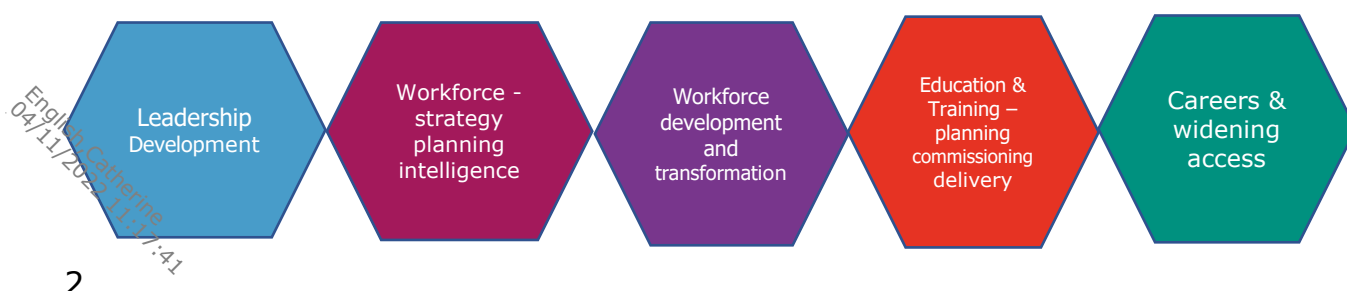 Leadership
Development
Workforce -
strategy
planning
intelligence
Workforce
development
and
transformation
Education &
Training –
planning
commissioning
delivery
Careers &
widening
access
English,Catherine
04/11/2022 11:17:41
2